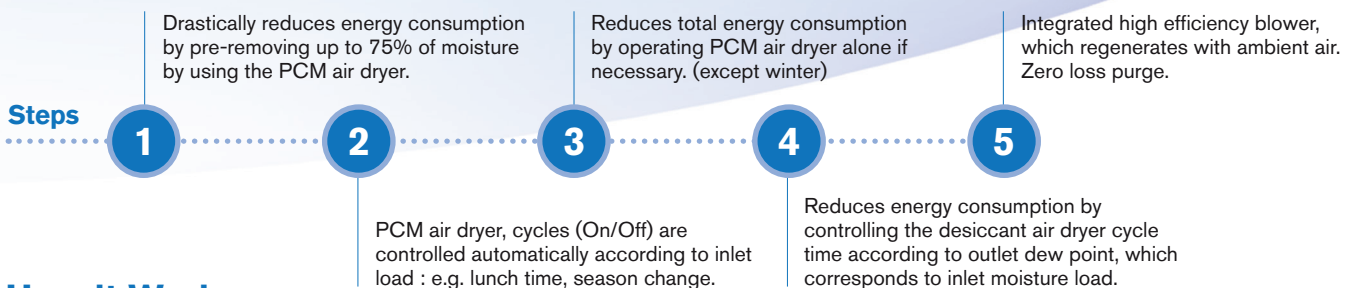 Drastically reduces energy consumption
by pre-removing up to 75% of moisture
by using the PCM air dryer.
Reduces total energy consumption
by operating PCM air dryer alone if
necessary. (except winter)
Integrated high efficiency blower,
which regenerates with ambient air.
Zero loss purge.
Steps
1
2
3
4
5
PCM air dryer, cycles (On/Off) are
controlled automatically according to inlet
load : e.g. lunch time, season change.
Reduces energy consumption by
controlling the desiccant air dryer cycle
time according to outlet dew point, which
corresponds to inlet moisture load.